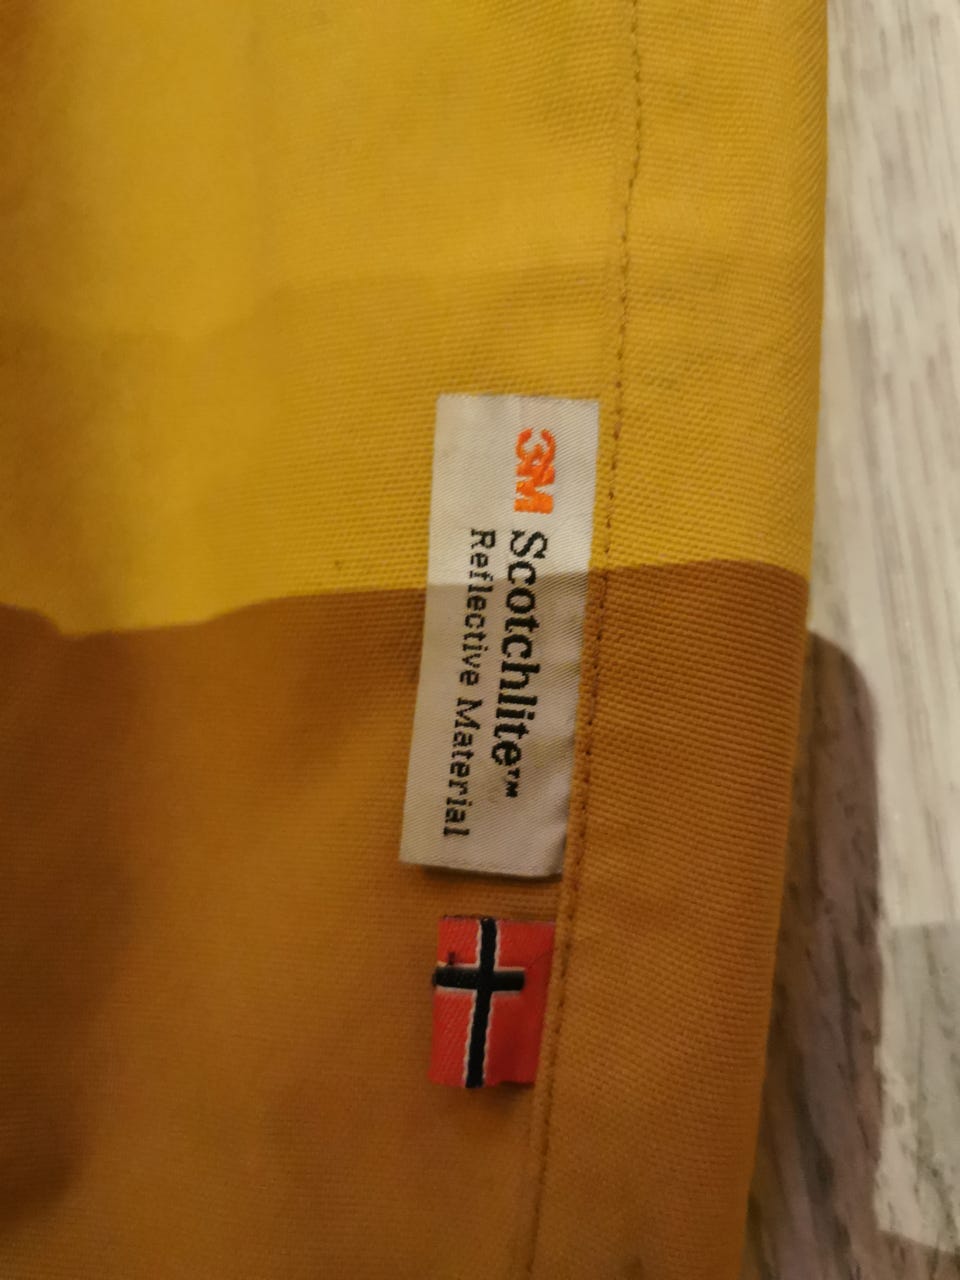 3M Scotchlite™
Reflective Material